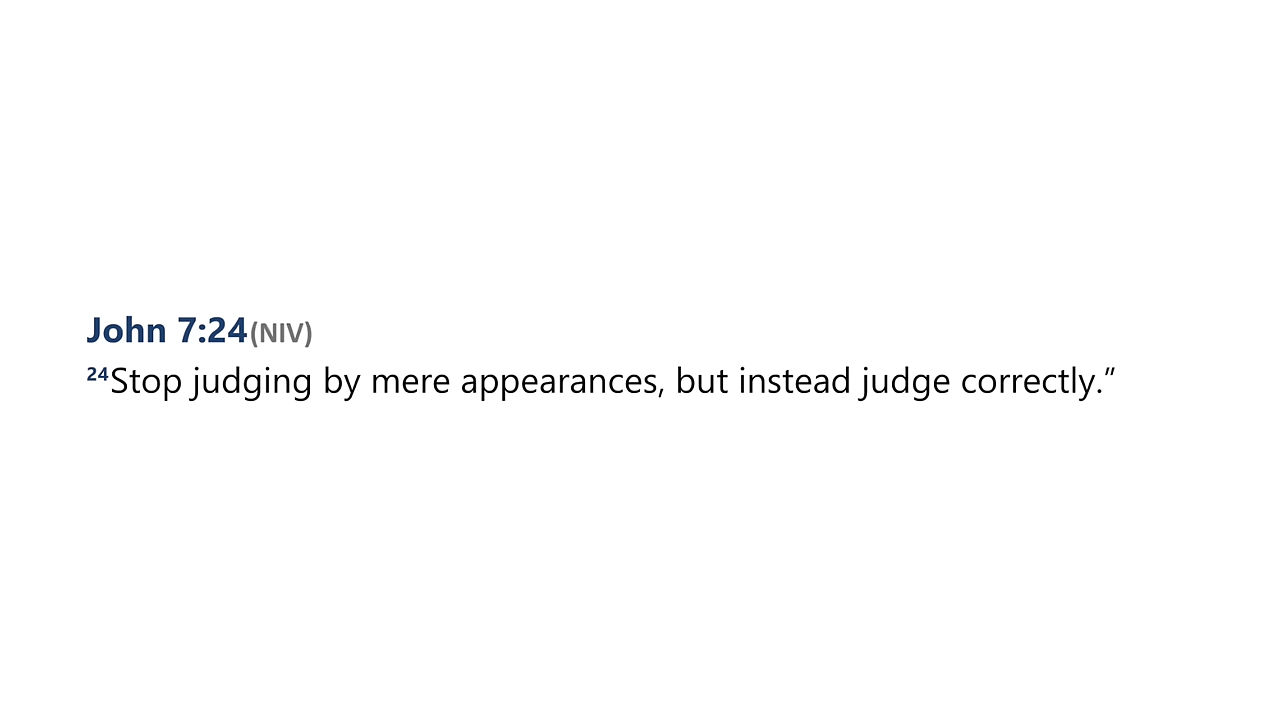 John 7:24(NIV)
24Stop judging by mere appearances, but instead judge correctly.”